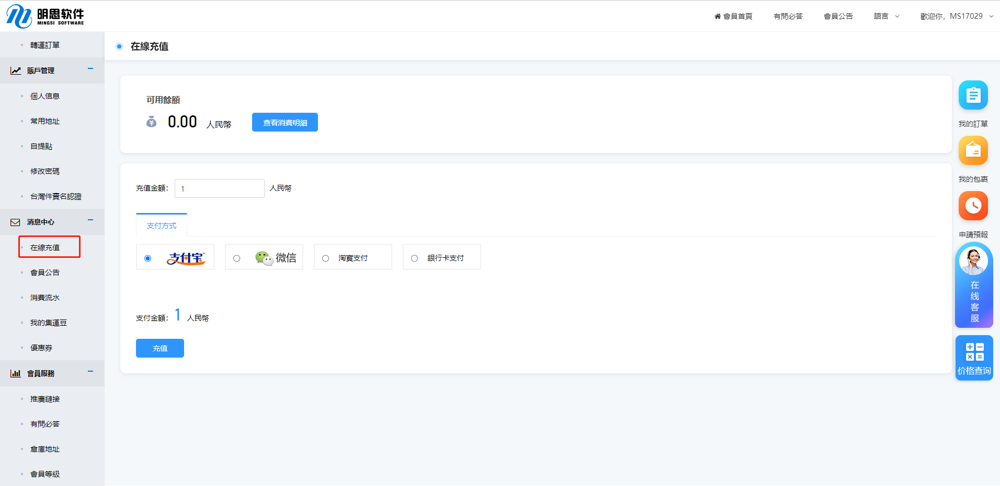 明思软件
MINGSI SOFTWARE
會員首頁
有問必答
會員公告
語言
歡迎你，MS17029
轉運訂單
賬戶管理
個人信息
常用地址
自提點
修改密碼
台灣件實名認證
消息中心
在線充值
會員公告
消費流水
我的集運豆
優惠券
會員服務
推廣鏈接
有問必答
倉庫地址
會員等級
在線充值
可用餘額
0.00 人民幣
查看消費明細
充值金額： 1 人民幣
支付方式
支付宝
微信
淘寶支付
銀行卡支付
支付金額： 1 人民幣
充值
我的訂單
我的包裹
申請預報
在
线
客
服
价格查询